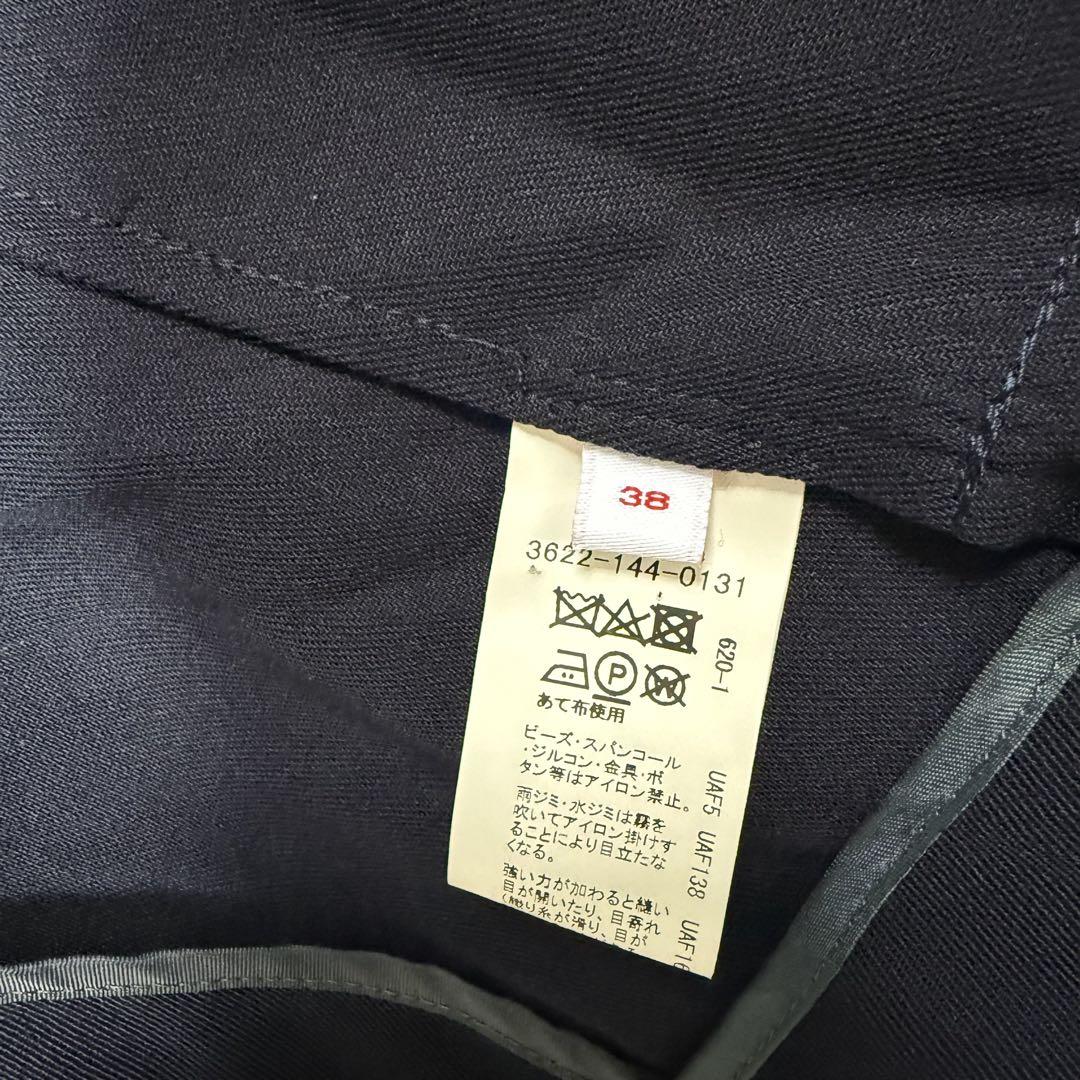 38
3622-144-0131
P W
あて布使用
620-1
ビーズ・スパンコール
・ジルコン・金具・ボ
タン等はアイロン禁止。
雨ジミ・水ジミは霧を
吹いてアイロン掛けす
ることにより目立たな
くなる。
強い力が加わると縫い
目が開いたり、目寄れ
糸が滑り、目が
UAF5 UAF138 UAF16